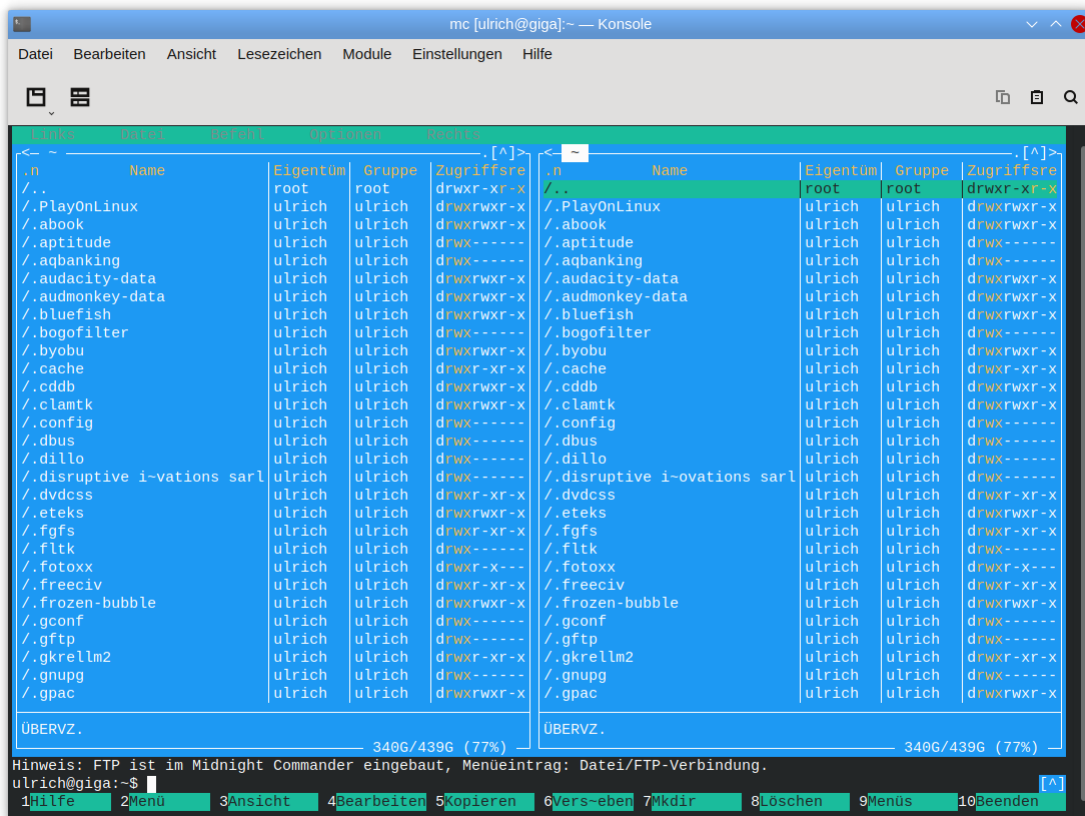 mc [ulrich@giga]:~ — Konsole
Datei Bearbeiten Ansicht Lesezeichen Module Einstellungen Hilfe
Links Datei Befehl Optionen Rechts
<— ~ .[^]> <— ~ .[^]>
.n Name Eigentüm Gruppe Zugriffsre .n Name Eigentüm Gruppe Zugriffsre
/.. root root drwxr-xr-x /.. root root drwxr-xr-x
/.PlayOnLinux ulrich ulrich drwxrwxr-x /.PlayOnLinux ulrich ulrich drwxrwxr-x
/.abook ulrich ulrich drwxrwxr-x /.abook ulrich ulrich drwxrwxr-x
/.aptitude ulrich ulrich drwx------ /.aptitude ulrich ulrich drwx------
/.aqbanking ulrich ulrich drwx------ /.aqbanking ulrich ulrich drwx------
/.audacity-data ulrich ulrich drwxrwxr-x /.audacity-data ulrich ulrich drwxrwxr-x
/.audmonkey-data ulrich ulrich drwxrwxr-x /.audmonkey-data ulrich ulrich drwxrwxr-x
/.bluefish ulrich ulrich drwxrwxr-x /.bluefish ulrich ulrich drwxrwxr-x
/.bogofilter ulrich ulrich drwx------ /.bogofilter ulrich ulrich drwx------
/.byobu ulrich ulrich drwxrwxr-x /.byobu ulrich ulrich drwxrwxr-x
/.cache ulrich ulrich drwxr-xr-x /.cache ulrich ulrich drwxr-xr-x
/.cddb ulrich ulrich drwxrwxr-x /.cddb ulrich ulrich drwxrwxr-x
/.clamtk ulrich ulrich drwxrwxr-x /.clamtk ulrich ulrich drwxrwxr-x
/.config ulrich ulrich drwx------ /.config ulrich ulrich drwx------
/.dbus ulrich ulrich drwx------ /.dbus ulrich ulrich drwx------
/.dillo ulrich ulrich drwx------ /.dillo ulrich ulrich drwx------
/.disruptive i~vations sarl ulrich ulrich drwx------ /.disruptive i~ovations sarl ulrich ulrich drwx------
/.dvdcss ulrich ulrich drwxr-xr-x /.dvdcss ulrich ulrich drwxr-xr-x
/.eteks ulrich ulrich drwxrwxr-x /.eteks ulrich ulrich drwxrwxr-x
/.fgfs ulrich ulrich drwxr-xr-x /.fgfs ulrich ulrich drwxr-xr-x
/.fltk ulrich ulrich drwx------ /.fltk ulrich ulrich drwx------
/.fotoxx ulrich ulrich drwxr-x--- /.fotoxx ulrich ulrich drwxr-x---
/.freeciv ulrich ulrich drwxr-xr-x /.freeciv ulrich ulrich drwxr-xr-x
/.frozen-bubble ulrich ulrich drwxrwxr-x /.frozen-bubble ulrich ulrich drwxrwxr-x
/.gconf ulrich ulrich drwx------ /.gconf ulrich ulrich drwx------
/.gftp ulrich ulrich drwx------ /.gftp ulrich ulrich drwx------
/.gkrellm2 ulrich ulrich drwxr-xr-x /.gkrellm2 ulrich ulrich drwxr-xr-x
/.gnupg ulrich ulrich drwx------ /.gnupg ulrich ulrich drwx------
/.gpac ulrich ulrich drwxrwxr-x /.gpac ulrich ulrich drwxrwxr-x
ÜBERVZ. ÜBERVZ.
340G/439G (77%) 340G/439G (77%)
Hinweis: FTP ist im Midnight Commander eingebaut, Menüeintrag: Datei/FTP-Verbindung.
ulrich@giga:~$ [^]
1Hilfe 2Menü 3Ansicht 4Bearbeiten 5Kopieren 6Vers~eben 7Mkdir 8Löschen 9Menüs 10Beenden